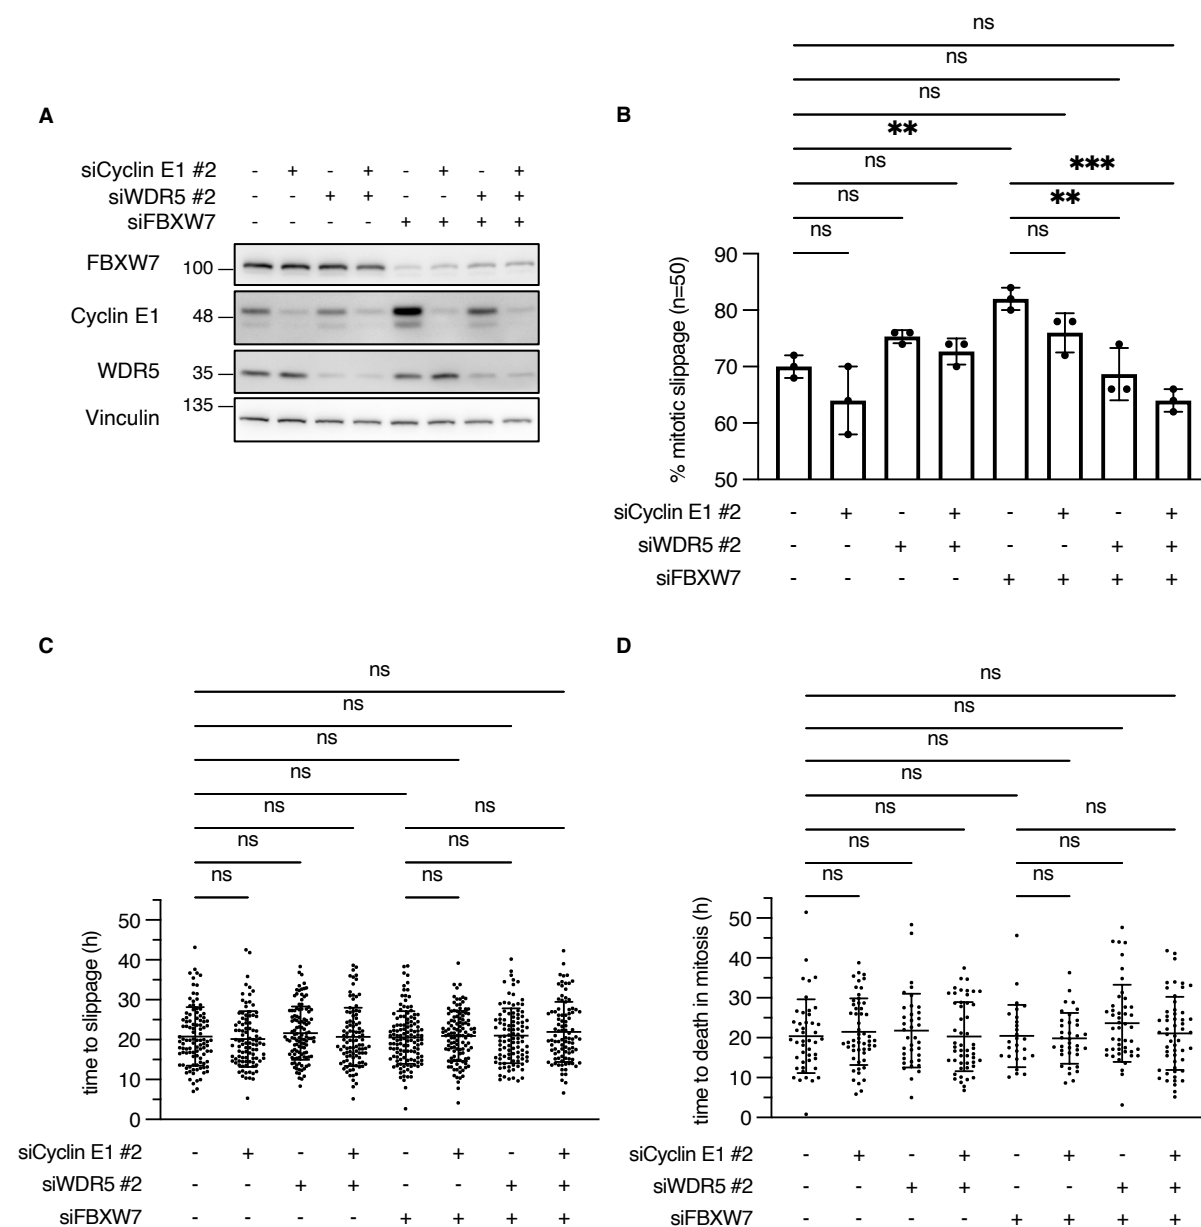 A
siCyclin E1 #2 - + - + - + - +
siWDR5 #2 - - + + - - + +
siFBXW7 - - - - + + + +
FBXW7 100
Cyclin E1 48
WDR5 35
135
Vinculin
B
ns
ns
ns
**
ns ***
ns **
ns ns
% mitotic slippage (n=50)
90
80
70
60
50
siCyclin E1 #2 - + - + - + - +
siWDR5 #2 - - + + - - + +
siFBXW7 - - - - + + + +
C
ns
ns
ns
ns
ns ns
ns ns
ns ns
time to slippage (h)
50
40
30
20
10
0
siCyclin E1 #2 - + - + - + - +
siWDR5 #2 - - + + - - + +
siFBXW7 - - - - + + + +
D
ns
ns
ns
ns
ns ns
ns ns
ns ns
time to death in mitosis (h)
50
40
30
20
10
0
siCyclin E1 #2 - + - + - + - +
siWDR5 #2 - - + + - - + +
siFBXW7 - - - - + + + +